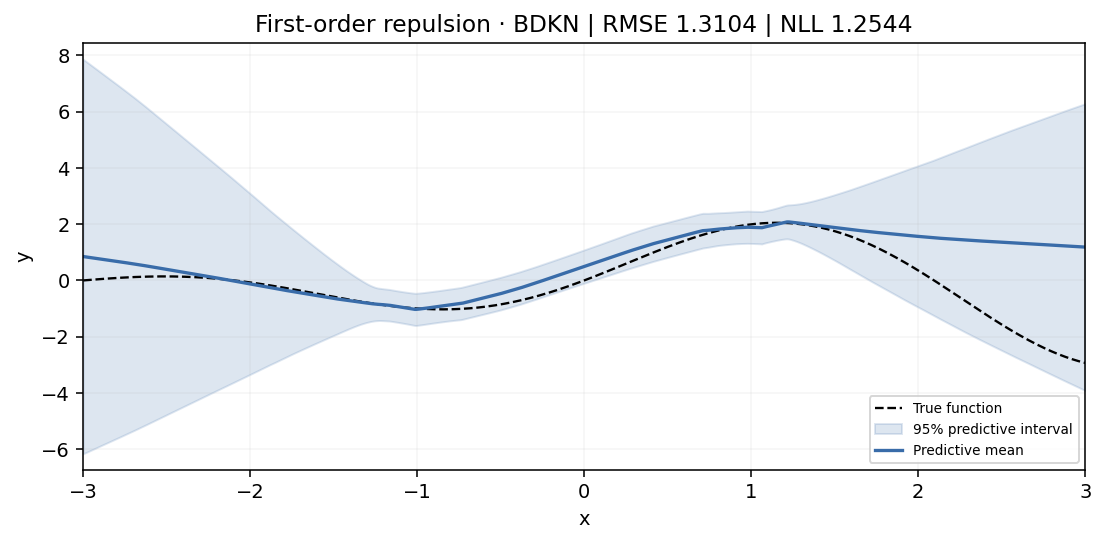 First-order repulsion · BDKN | RMSE 1.3104 | NLL 1.2544
8
6
4
2
0
−2
−4
−6
y
−3
−2
−1
0
1
2
3
x
True function
95% predictive interval
Predictive mean